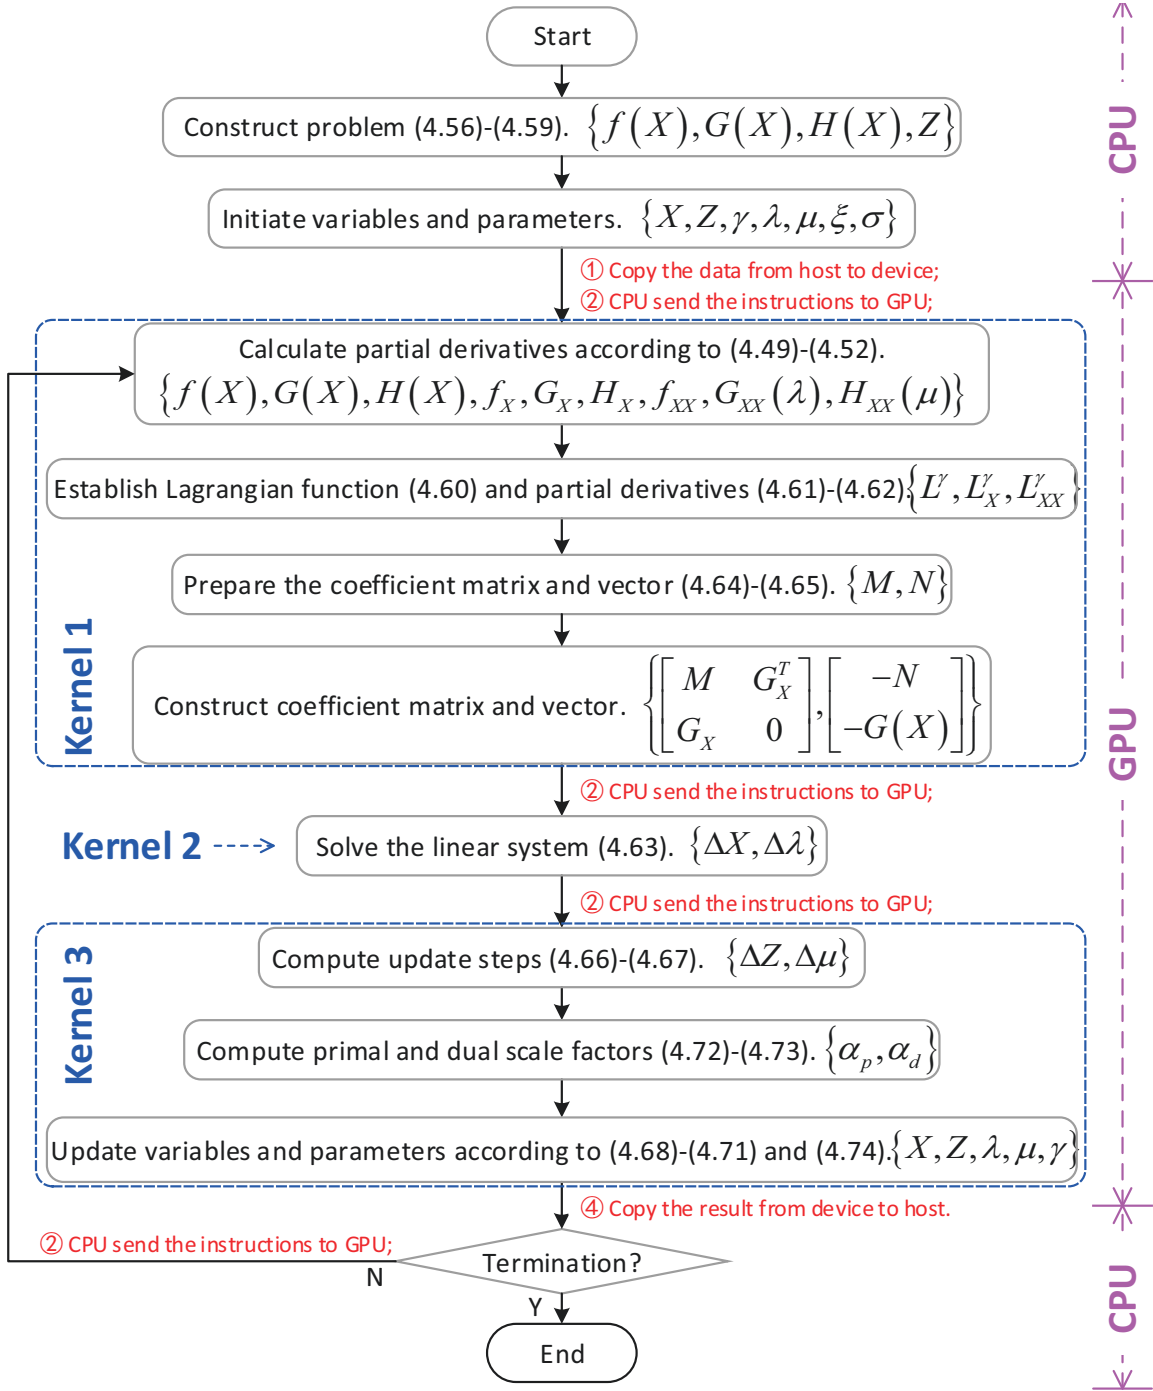 Start
Construct problem (4.56)-(4.59). {f(X), G(X), H(X), Z}
Initiate variables and parameters. {X, Z, γ, λ, μ, ξ, σ}
① Copy the data from host to device;
② CPU send the instructions to GPU;
Calculate partial derivatives according to (4.49)-(4.52).
{f(X), G(X), H(X), f_X, G_X, H_X, f_XX, G_XX(λ), H_XX(μ)}
Establish Lagrangian function (4.60) and partial derivatives (4.61)-(4.62).{L^γ, L^γ_X, L^γ_XX}
Prepare the coefficient matrix and vector (4.64)-(4.65). {M, N}
Construct coefficient matrix and vector. {[M G_X^T; G_X 0], [-N; -G(X)]}
Kernel 1
② CPU send the instructions to GPU;
Kernel 2
Solve the linear system (4.63). {ΔX, Δλ}
② CPU send the instructions to GPU;
Kernel 3
Compute update steps (4.66)-(4.67). {ΔZ, Δμ}
Compute primal and dual scale factors (4.72)-(4.73). {α_p, α_d}
Update variables and parameters according to (4.68)-(4.71) and (4.74).{X, Z, λ, μ, γ}
④ Copy the result from device to host.
② CPU send the instructions to GPU;
Termination?
N
Y
End
CPU
GPU
CPU